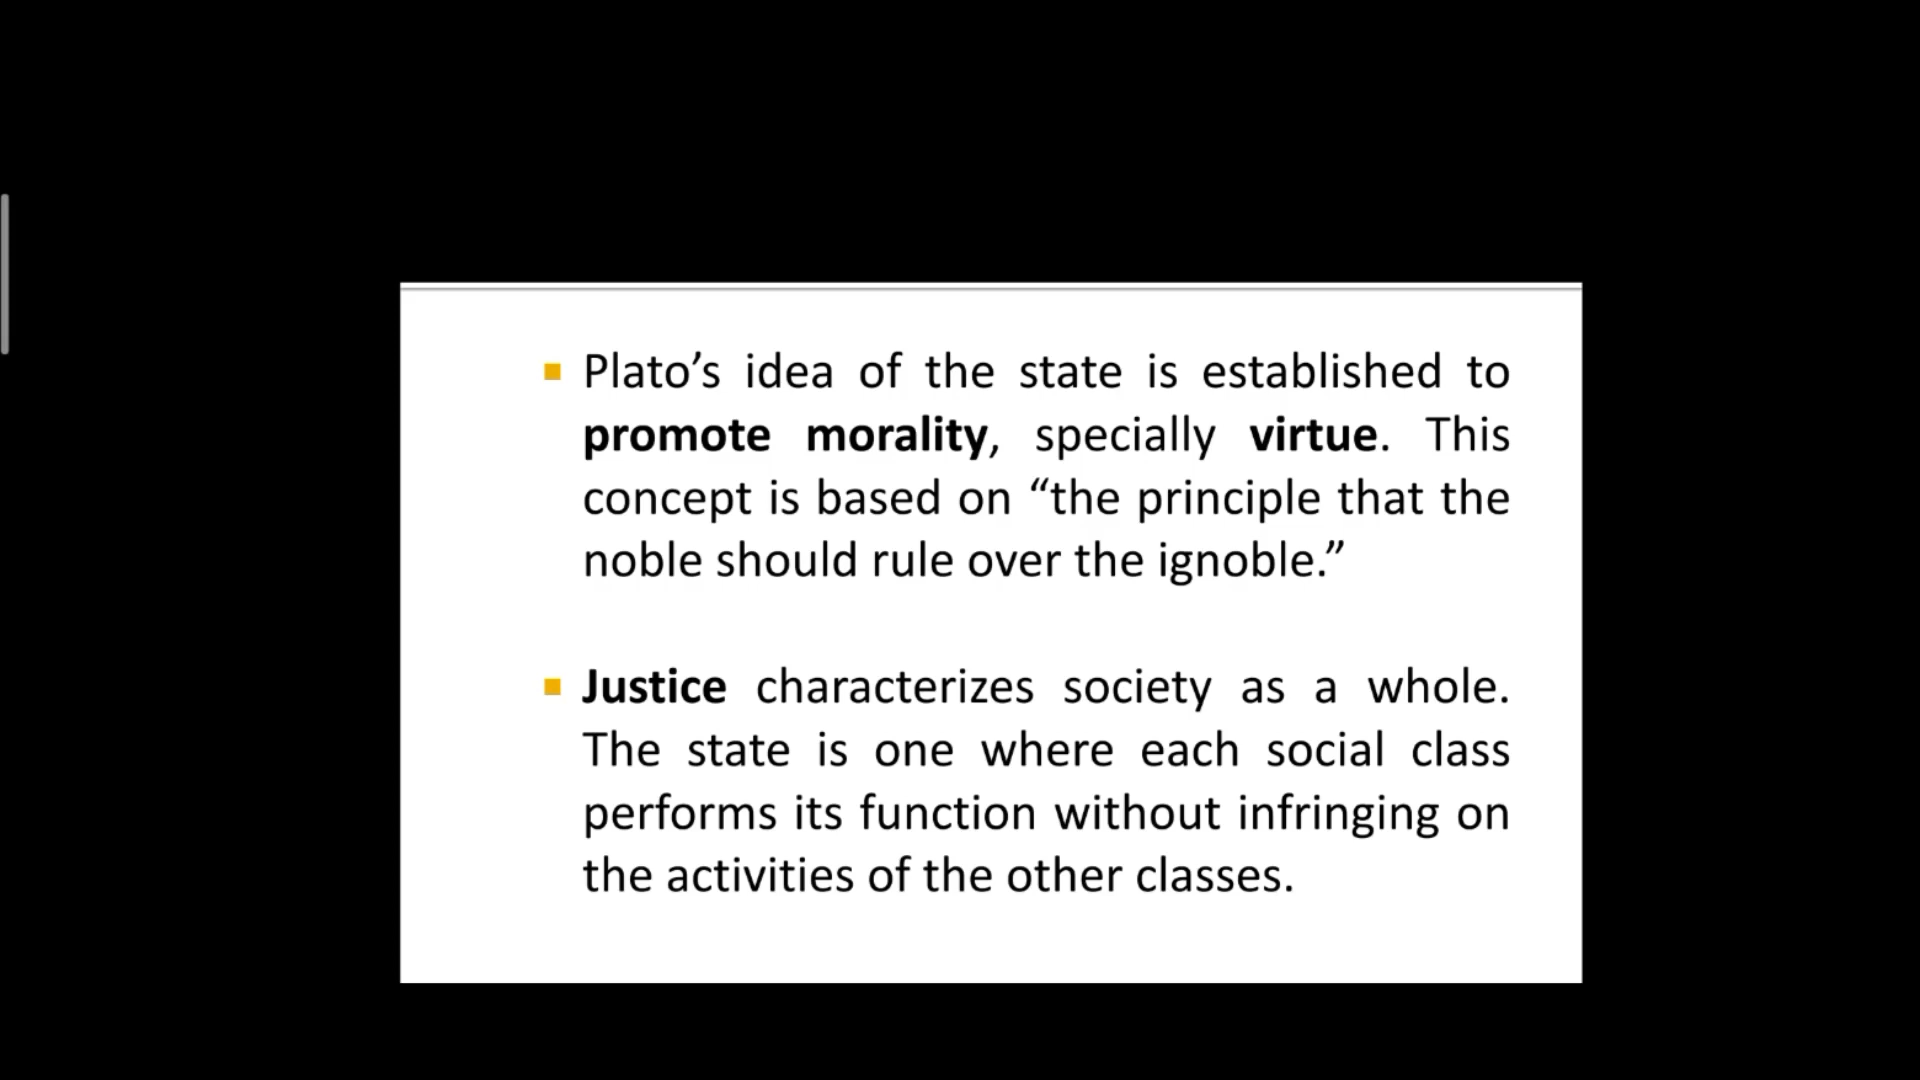 Plato’s idea of the state is established to
promote morality, specially virtue. This
concept is based on “the principle that the
noble should rule over the ignoble.”
Justice characterizes society as a whole.
The state is one where each social class
performs its function without infringing on
the activities of the other classes.